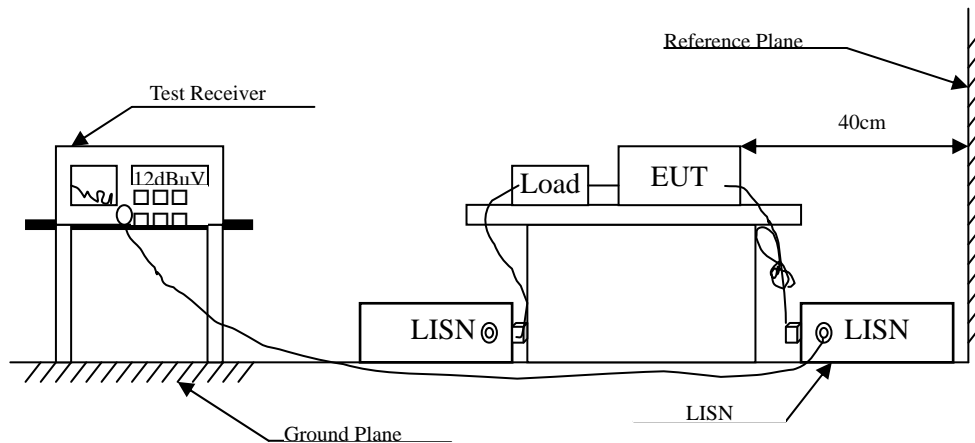 Reference Plane
Test Receiver
40cm
12dBuV
Load
EUT
LISN
LISN
LISN
Ground Plane